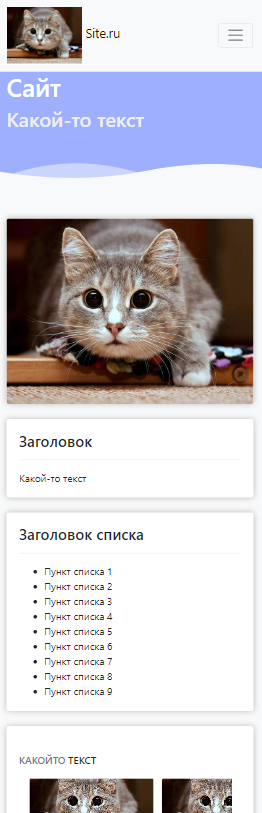 Site.ru
Сайт
Какой-то текст
Заголовок
Какой-то текст
Заголовок списка
Пункт списка 1
Пункт списка 2
Пункт списка 3
Пункт списка 4
Пункт списка 5
Пункт списка 6
Пункт списка 7
Пункт списка 8
Пункт списка 9
КАКОЙТО ТЕКСТ